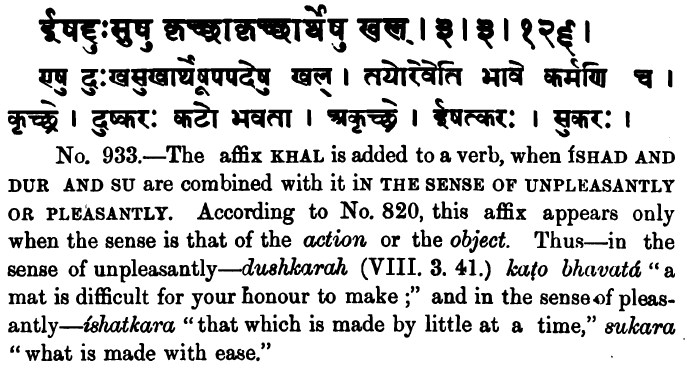 ईषद्दुःसुषु कृच्छ्राकृच्छ्रार्थेषु खल् । ३ । ३ । १२६ ।
एषु दुःखसुखार्थेषूपपदेषु खल् । तयोरेवेति भावे कर्मणि च ।
कृच्छ्रे । दुष्करः कटो भवता । अकृच्छ्रे । ईषत्करः । सुकरः ।
No. 933.—The affix KHAL is added to a verb, when íSHAD AND
DUR AND SU are combined with it IN THE SENSE OF UNPLEASANTLY
OR PLEASANTLY. According to No. 820, this affix appears only
when the sense is that of the action or the object. Thus—in the
sense of unpleasantly—dushkarah (VIII. 3. 41.) kaṭo bhavatá “a
mat is difficult for your honour to make ;” and in the sense of pleas-
antly—íshatkara “that which is made by little at a time,” sukara
“what is made with ease.”